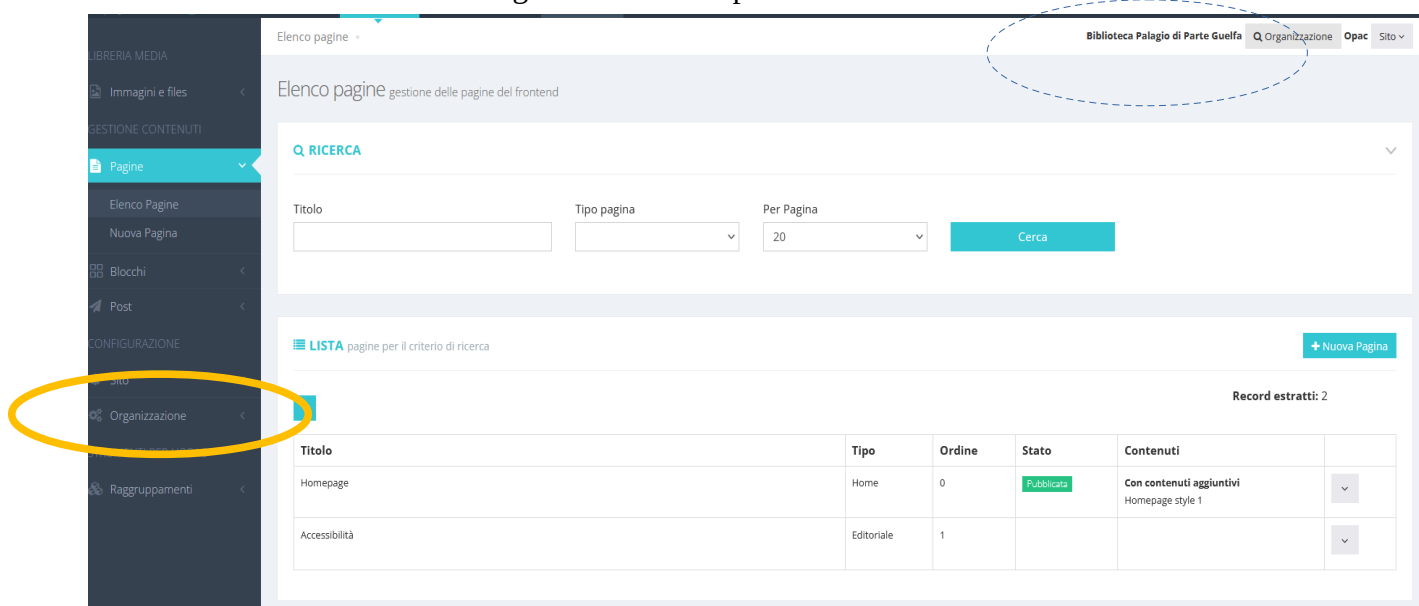 Elenco pagine
Biblioteca Palagio di Parte Guelfa Organizzazione Opac Sito
LIBRERIA MEDIA
Immagini e files
GESTIONE CONTENUTI
Pagine
Elenco Pagine
Nuova Pagina
Blocchi
Post
CONFIGURAZIONE
Sito
Organizzazione
Raggruppamenti
Elenco pagine gestione delle pagine del frontend
RICERCA
Titolo Tipo pagina Per Pagina
20 Cerca
LISTA pagine per il criterio di ricerca
+ Nuova Pagina
Record estratti: 2
Titolo Tipo Ordine Stato Contenuti
Homepage Home 0 Pubblicata Con contenuti aggiuntivi
Homepage style 1
Accessibilità Editoriale 1